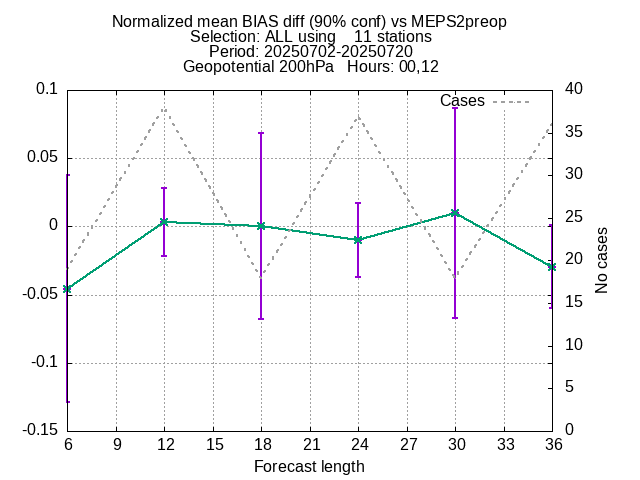 Normalized mean BIAS diff (90% conf) vs MEPS2preop
Selection: ALL using    11 stations
Period: 20250702-20250720
Geopotential 200hPa   Hours: 00,12
Cases
0.1
0.05
0
-0.05
-0.1
-0.15
40
35
30
25
20
15
10
5
0
No cases
6 9 12 15 18 21 24 27 30 33 36
Forecast length